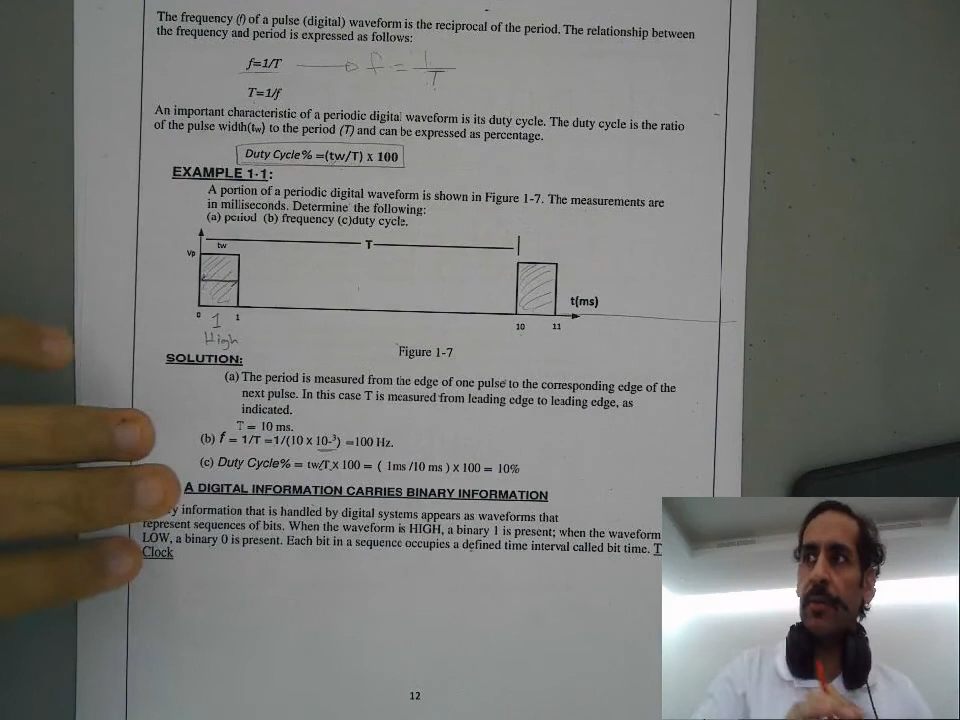 The frequency (f) of a pulse (digital) waveform is the reciprocal of the period. The relationship between
the frequency and period is expressed as follows:
f=1/T f = 1/T
T=1/f
An important characteristic of a periodic digital waveform is its duty cycle. The duty cycle is the ratio
of the pulse width(tw) to the period (T) and can be expressed as percentage.
Duty Cycle% =(tw/T) x 100
EXAMPLE 1-1:
A portion of a periodic digital waveform is shown in Figure 1-7. The measurements are
in milliseconds. Determine the following:
(a) period (b) frequency (c)duty cycle.
tw T
Vp
t(ms)
0 1 1 10 11
High
Figure 1-7
SOLUTION:
(a) The period is measured from the edge of one pulse to the corresponding edge of the
next pulse. In this case T is measured from leading edge to leading edge, as
indicated.
T = 10 ms.
(b) f = 1/T =1/(10 x 10-³) =100 Hz.
(c) Duty Cycle% = tw/T x 100 = ( 1ms /10 ms ) x 100 = 10%
A DIGITAL INFORMATION CARRIES BINARY INFORMATION
information that is handled by digital systems appears as waveforms that
represent sequences of bits. When the waveform is HIGH, a binary 1 is present; when the waveform
LOW, a binary 0 is present. Each bit in a sequence occupies a defined time interval called bit time. T
Clock
12